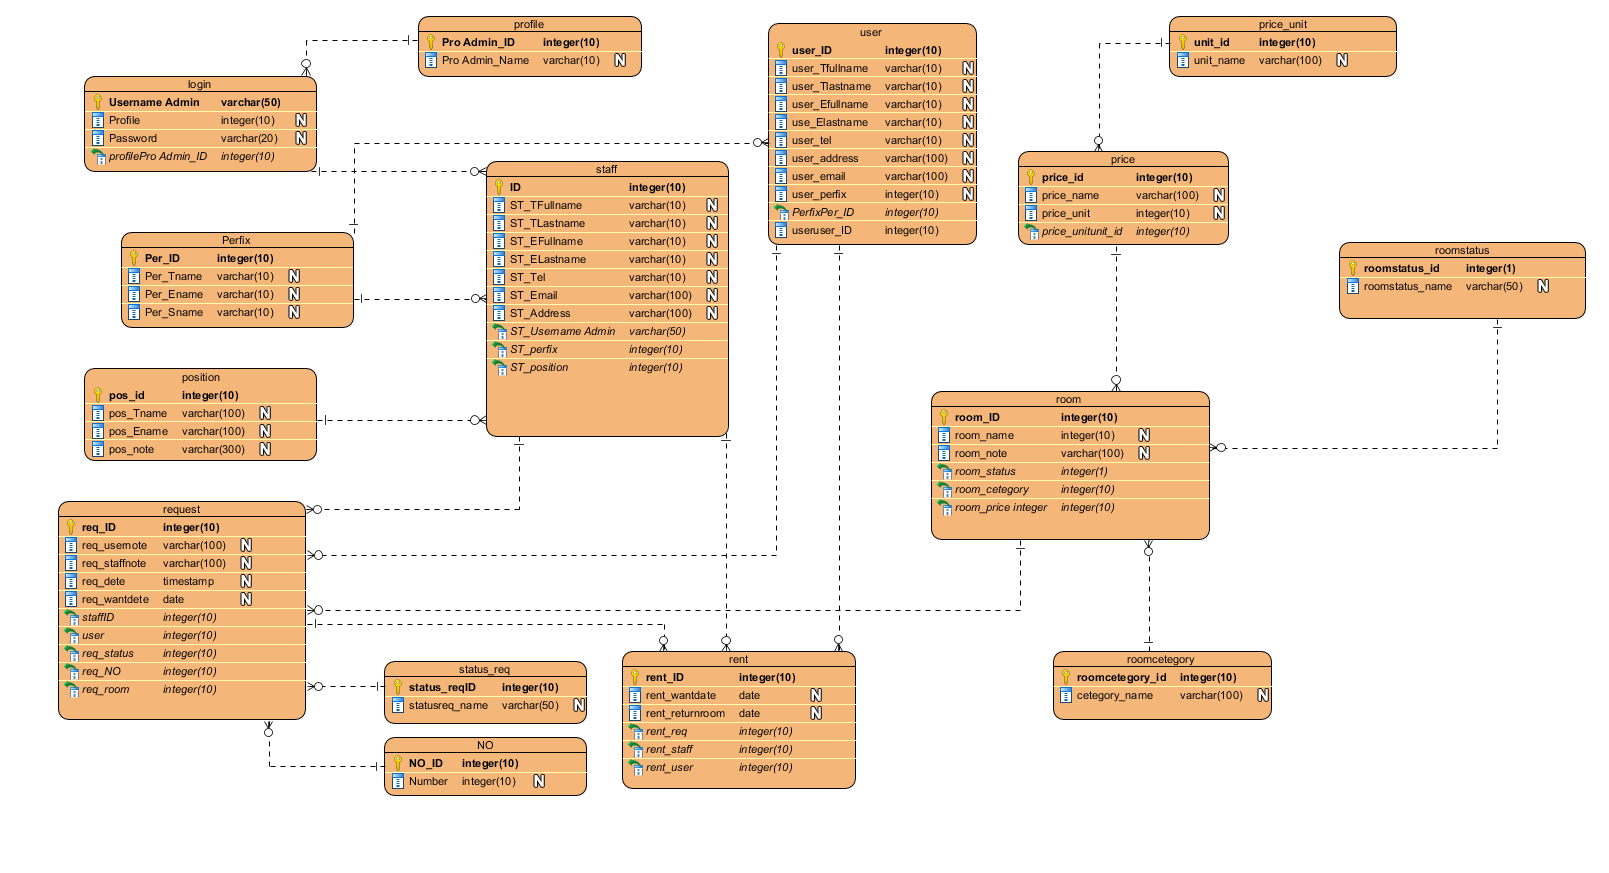 profile
Pro Admin_ID integer(10)
Pro Admin_Name varchar(10) N
login
Username Admin varchar(50)
Profile integer(10) N
Password varchar(20) N
profilePro Admin_ID integer(10)
user
user_ID integer(10)
user_Tfullname varchar(10) N
user_Tlastname varchar(10) N
user_Efullname varchar(10) N
use_Elastname varchar(10) N
user_tel varchar(10) N
user_address varchar(100) N
user_email varchar(100) N
user_perfix integer(10) N
PerfixPer_ID integer(10)
useruser_ID integer(10)
price_unit
unit_id integer(10)
unit_name varchar(100) N
price
price_id integer(10)
price_name varchar(100) N
price_unit integer(10) N
price_unitunit_id integer(10)
staff
ID integer(10)
ST_TFullname varchar(10) N
ST_TLastname varchar(10) N
ST_EFullname varchar(10) N
ST_ELastname varchar(10) N
ST_Tel varchar(10) N
ST_Email varchar(100) N
ST_Address varchar(100) N
ST_Username Admin varchar(50)
ST_perfix integer(10)
ST_position integer(10)
Perfix
Per_ID integer(10)
Per_Tname varchar(10) N
Per_Ename varchar(10) N
Per_Sname varchar(10) N
roomstatus
roomstatus_id integer(1)
roomstatus_name varchar(50) N
position
pos_id integer(10)
pos_Tname varchar(100) N
pos_Ename varchar(100) N
pos_note varchar(300) N
room
room_ID integer(10)
room_name integer(10) N
room_note varchar(100) N
room_status integer(1)
room_cetegory integer(10)
room_price integer integer(10)
request
req_ID integer(10)
req_usernote varchar(100) N
req_staffnote varchar(100) N
req_dete timestamp N
req_wantdete date N
staffID integer(10)
user integer(10)
req_status integer(10)
req_NO integer(10)
req_room integer(10)
status_req
status_reqID integer(10)
statusreq_name varchar(50) N
NO
NO_ID integer(10)
Number integer(10) N
rent
rent_ID integer(10)
rent_wantdate date N
rent_returnroom date N
rent_req integer(10)
rent_staff integer(10)
rent_user integer(10)
roomcetegory
roomcetegory_id integer(10)
cetegory_name varchar(100) N